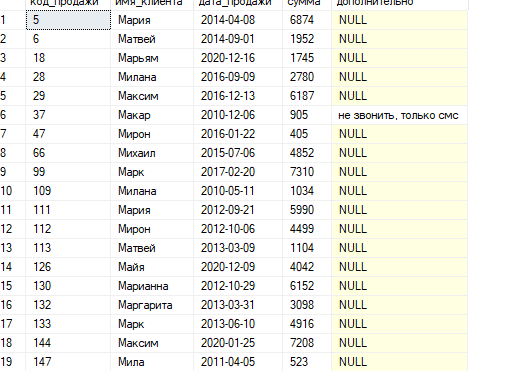 код_продажи имя_клиента дата_продажи сумма дополнительно
1 5 Мария 2014-04-08 6874 NULL
2 6 Матвей 2014-09-01 1952 NULL
3 18 Марьям 2020-12-16 1745 NULL
4 28 Милана 2016-09-09 2780 NULL
5 29 Максим 2016-12-13 6187 NULL
6 37 Макар 2010-12-06 905 не звонить, только смс
7 47 Мирон 2016-01-22 405 NULL
8 66 Михаил 2015-07-06 4852 NULL
9 99 Марк 2017-02-20 7310 NULL
10 109 Милана 2010-05-11 1034 NULL
11 111 Мария 2012-09-21 5990 NULL
12 112 Мирон 2012-10-06 4499 NULL
13 113 Матвей 2013-03-09 1104 NULL
14 126 Майя 2020-12-09 4042 NULL
15 130 Марианна 2012-10-29 6152 NULL
16 132 Маргарита 2013-03-31 3098 NULL
17 133 Марк 2013-06-10 4916 NULL
18 144 Максим 2020-01-25 7208 NULL
19 147 Мила 2011-04-05 523 NULL